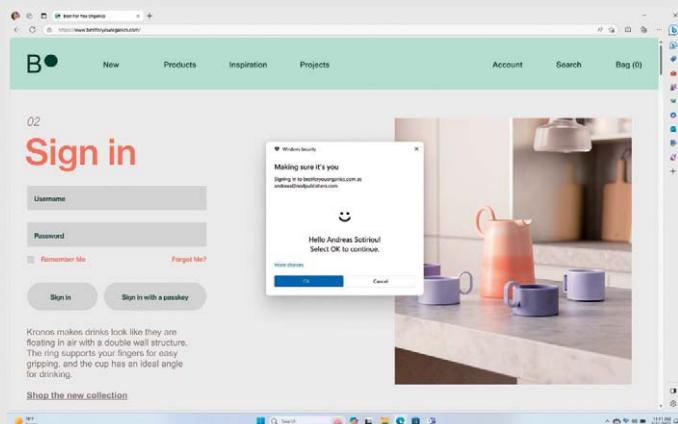 Best For You Organics
https://www.bestforyouorganics.com/
B
New Products Inspiration Projects Account Search Bag (0)
02
Sign in
Username
Password
Remember Me Forgot Me?
Sign in Sign in with a passkey
Kronos makes drinks look like they are
floating in air with a double wall structure.
The ring supports your fingers for easy
gripping, and the cup has an ideal angle
for drinking.
Shop the new collection
Windows Security
Making sure it's you
Signing in to bestforyouorganics.com as
Hello Andreas Sotiriou!
Select OK to continue.
More choices
OK Cancel
Search
11:11 AM